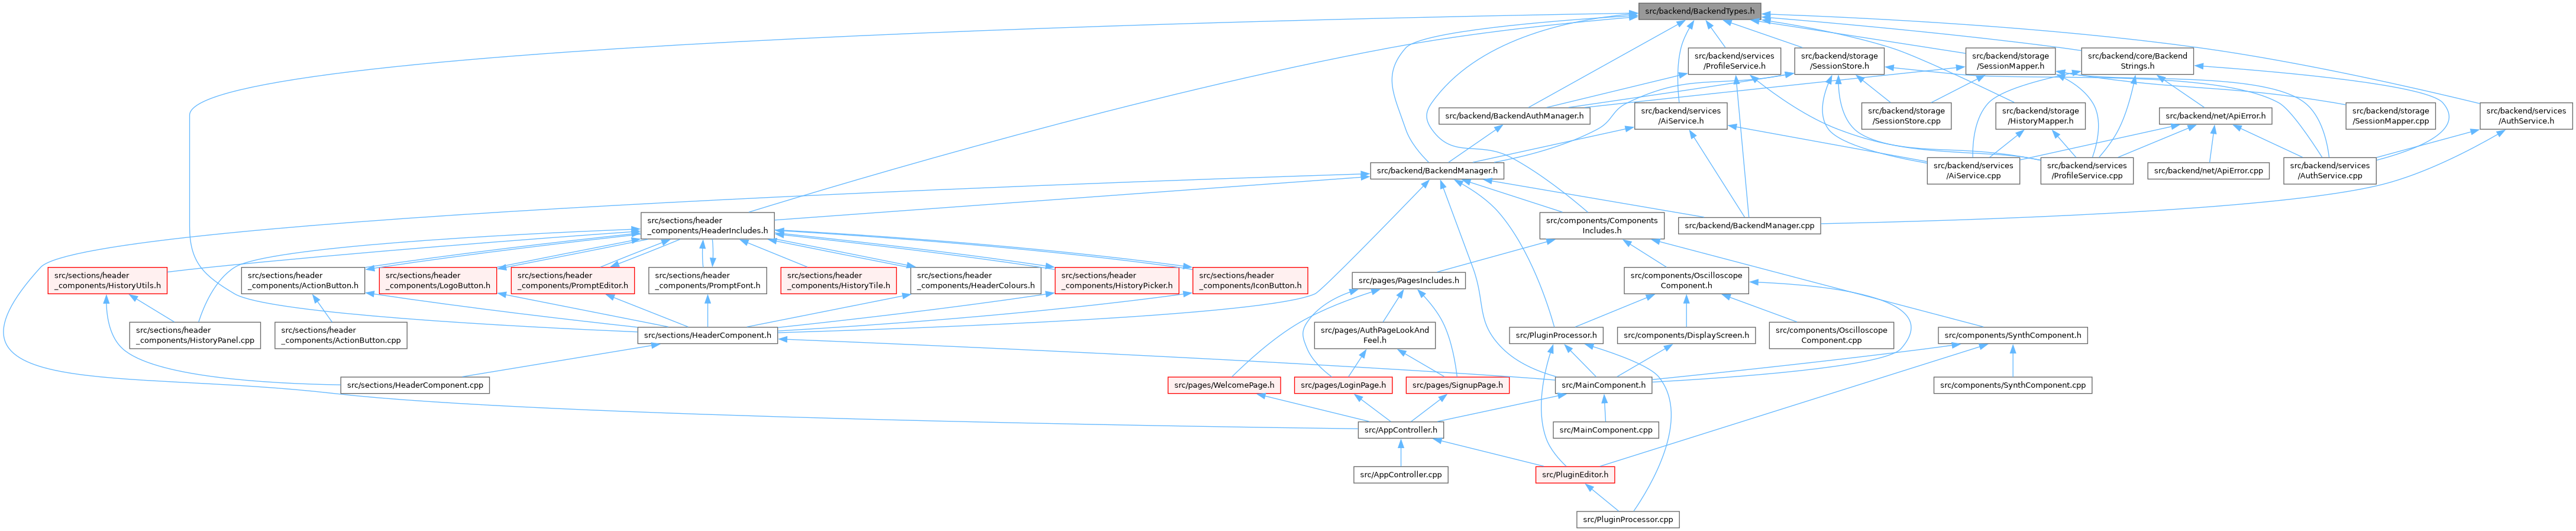 src/backend/BackendTypes.h
src/backend/services
/ProfileService.h
src/backend/storage
/SessionStore.h
src/backend/storage
/SessionMapper.h
src/backend/core/Backend
Strings.h
src/backend/BackendAuthManager.h
src/backend/services
/AiService.h
src/backend/storage
/SessionStore.cpp
src/backend/storage
/HistoryMapper.h
src/backend/net/ApiError.h
src/backend/storage
/SessionMapper.cpp
src/backend/services
/AuthService.h
src/backend/BackendManager.h
src/backend/services
/AiService.cpp
src/backend/services
/ProfileService.cpp
src/backend/net/ApiError.cpp
src/backend/services
/AuthService.cpp
src/sections/header
_components/HeaderIncludes.h
src/components/Components
Includes.h
src/backend/BackendManager.cpp
src/sections/header
_components/HistoryUtils.h
src/sections/header
_components/ActionButton.h
src/sections/header
_components/LogoButton.h
src/sections/header
_components/PromptEditor.h
src/sections/header
_components/PromptFont.h
src/sections/header
_components/HistoryTile.h
src/sections/header
_components/HeaderColours.h
src/sections/header
_components/HistoryPicker.h
src/sections/header
_components/IconButton.h
src/pages/PagesIncludes.h
src/components/Oscilloscope
Component.h
src/sections/header
_components/HistoryPanel.cpp
src/sections/header
_components/ActionButton.cpp
src/sections/HeaderComponent.h
src/pages/AuthPageLookAnd
Feel.h
src/PluginProcessor.h
src/components/DisplayScreen.h
src/components/Oscilloscope
Component.cpp
src/components/SynthComponent.h
src/sections/HeaderComponent.cpp
src/pages/WelcomePage.h
src/pages/LoginPage.h
src/pages/SignupPage.h
src/MainComponent.h
src/components/SynthComponent.cpp
src/AppController.h
src/MainComponent.cpp
src/AppController.cpp
src/PluginEditor.h
src/PluginProcessor.cpp